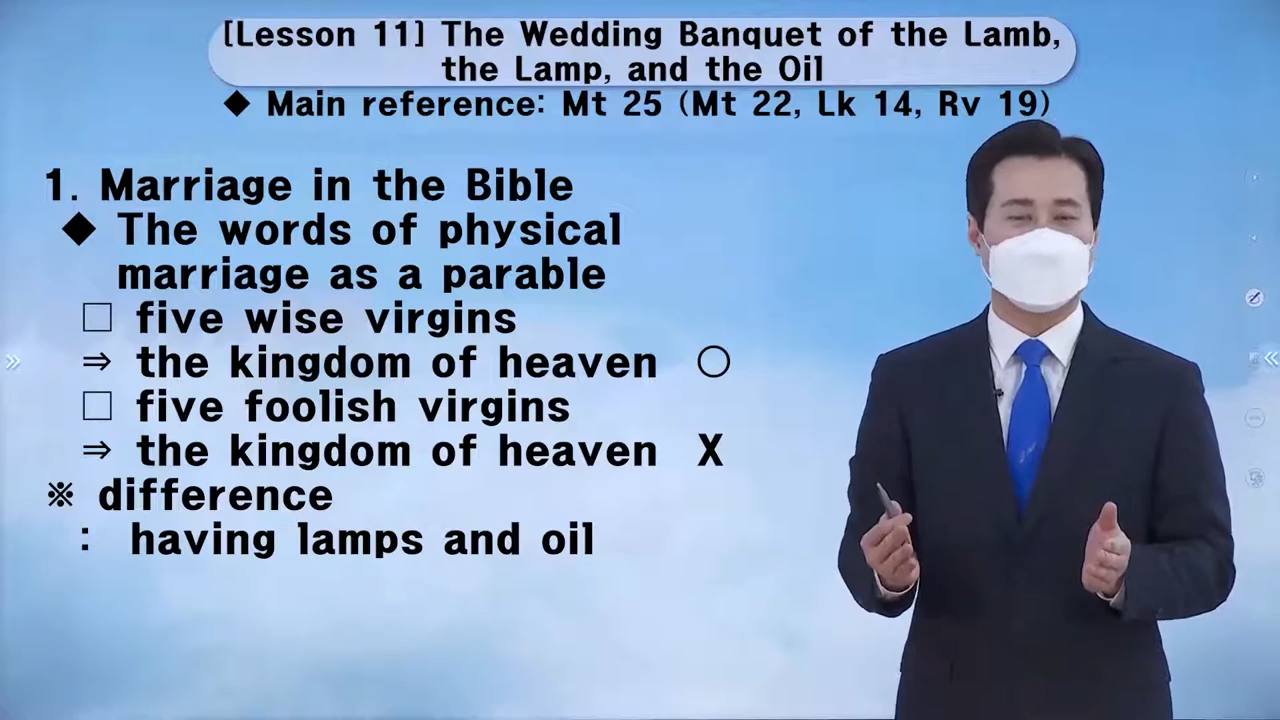 [Lesson 11] The Wedding Banquet of the Lamb,
the Lamp, and the Oil
◆ Main reference: Mt 25 (Mt 22, Lk 14, Rv 19)
1. Marriage in the Bible
◆ The words of physical
marriage as a parable
□ five wise virgins
⇒ the kingdom of heaven ○
□ five foolish virgins
⇒ the kingdom of heaven X
※ difference
: having lamps and oil